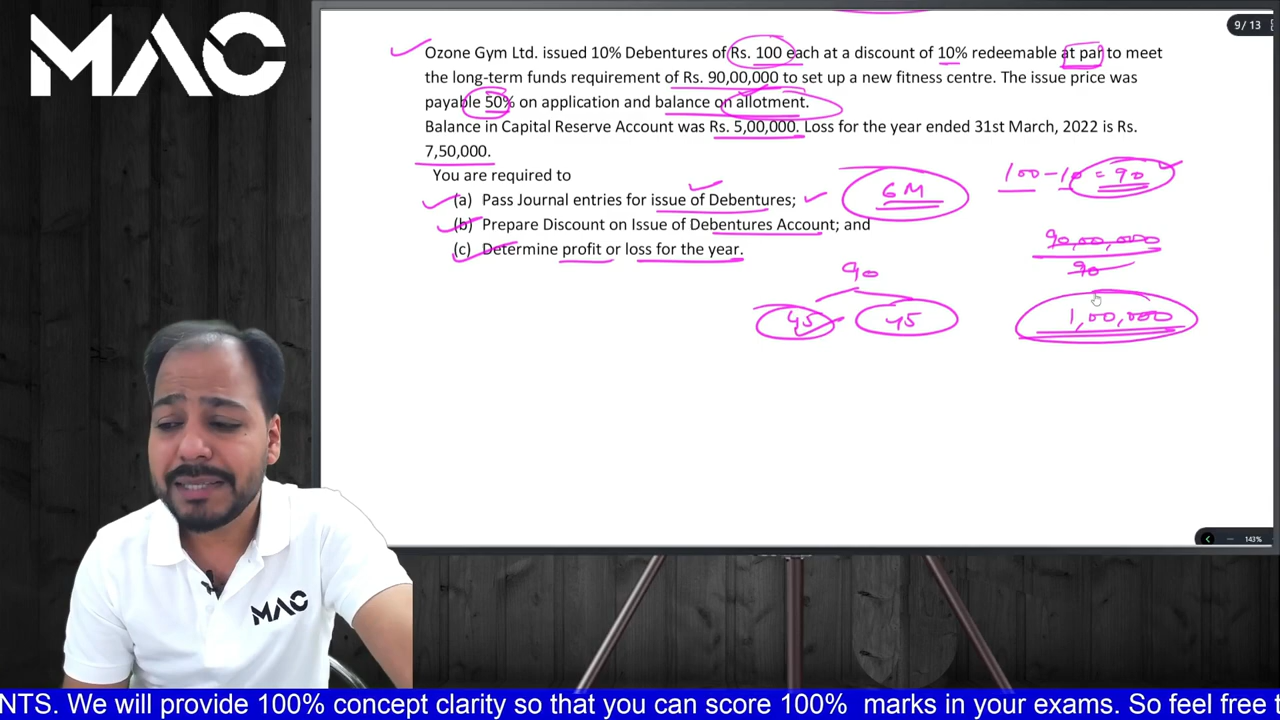 MAC
9 / 13
Ozone Gym Ltd. issued 10% Debentures of Rs. 100 each at a discount of 10% redeemable at par to meet
the long-term funds requirement of Rs. 90,00,000 to set up a new fitness centre. The issue price was
payable 50% on application and balance on allotment.
Balance in Capital Reserve Account was Rs. 5,00,000. Loss for the year ended 31st March, 2022 is Rs.
7,50,000.
You are required to
(a) Pass Journal entries for issue of Debentures;
(b) Prepare Discount on Issue of Debentures Account; and
(c) Determine profit or loss for the year.
6 M
100 - 10 = 90
90,00,000
90
1,00,000
90
45 45
143%
MAC
NTS. We will provide 100% concept clarity so that you can score 100% marks in your exams. So feel free t